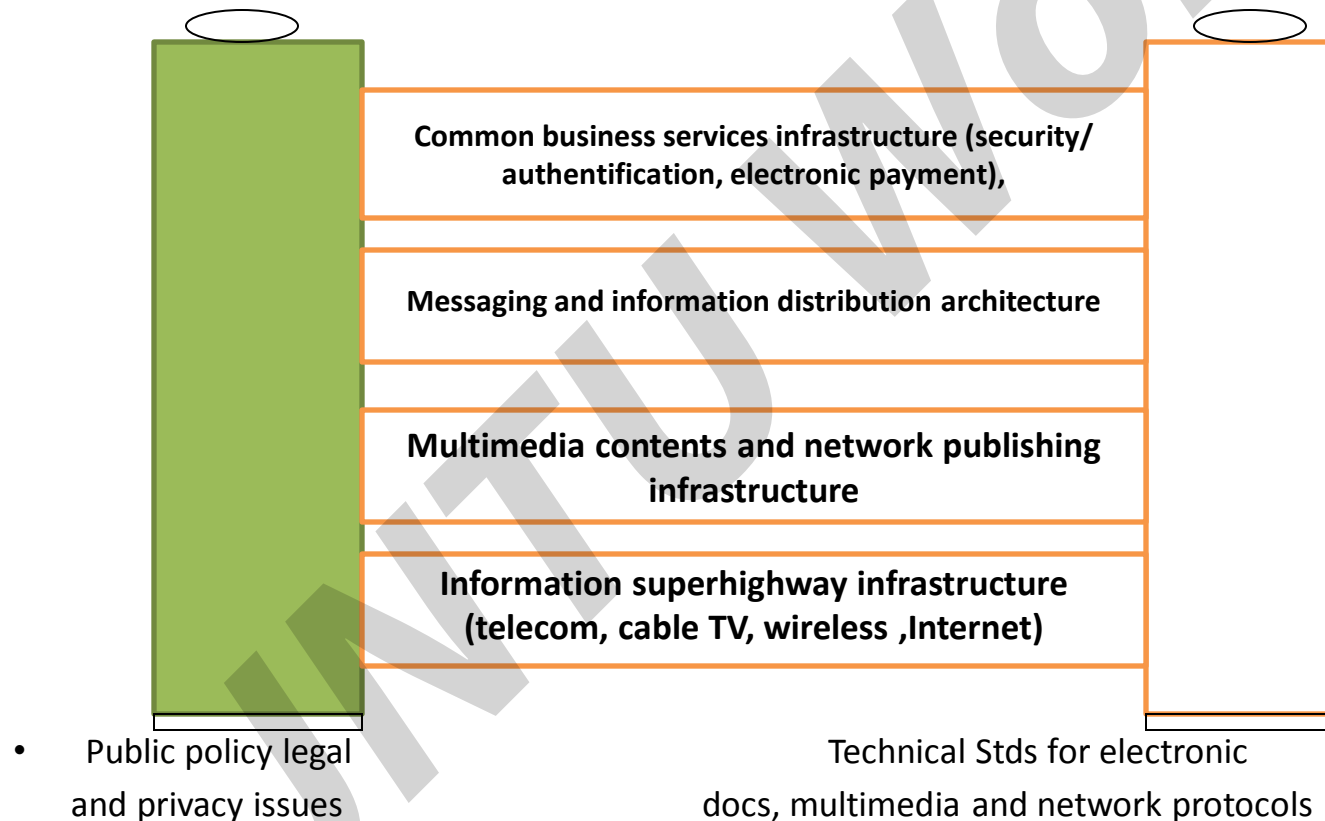 Common business services infrastructure (security/
authentification, electronic payment),
Messaging and information distribution architecture
Multimedia contents and network publishing
infrastructure
Information superhighway infrastructure
(telecom, cable TV, wireless ,Internet)
• Public policy legal
and privacy issues
Technical Stds for electronic
docs, multimedia and network protocols